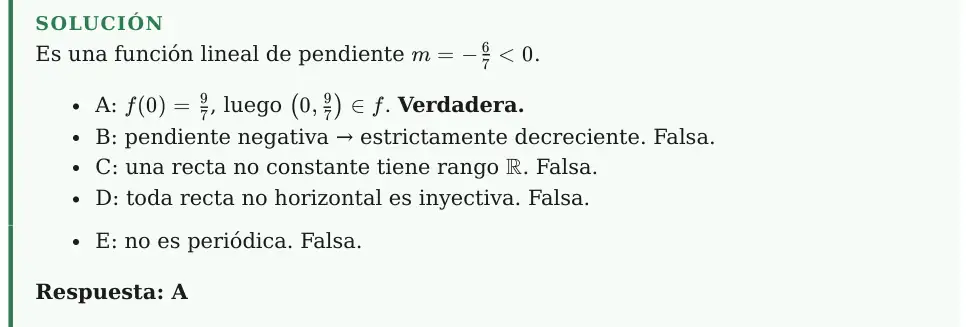 SOLUCIÓN
Es una función lineal de pendiente m = −6/7 < 0.
• A: f(0) = 9/7, luego (0, 9/7) ∈ f. Verdadera.
• B: pendiente negativa → estrictamente decreciente. Falsa.
• C: una recta no constante tiene rango ℝ. Falsa.
• D: toda recta no horizontal es inyectiva. Falsa.
• E: no es periódica. Falsa.
Respuesta: A